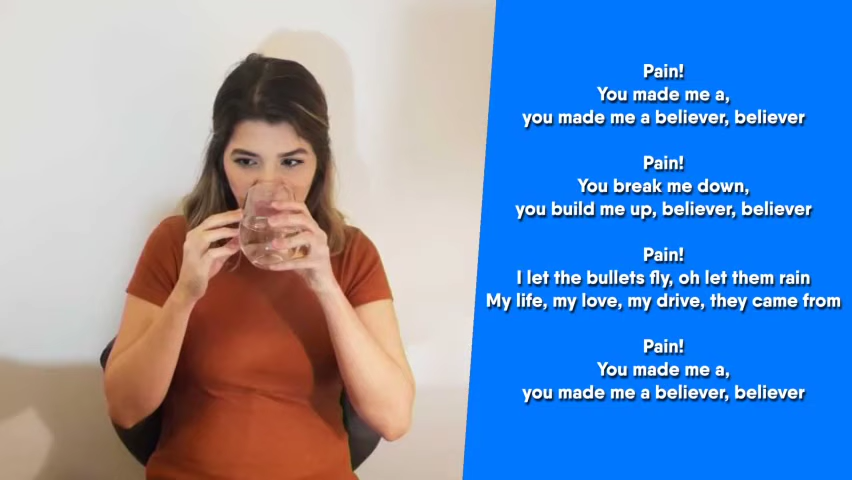 Pain!
You made me a,
you made me a believer, believer
Pain!
You break me down,
you build me up, believer, believer
Pain!
I let the bullets fly, oh let them rain
My life, my love, my drive, they came from
Pain!
You made me a,
you made me a believer, believer